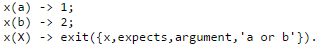 x(a) -> 1;
x(b) -> 2;
x(X) -> exit({x,expects,argument,'a or b'}).